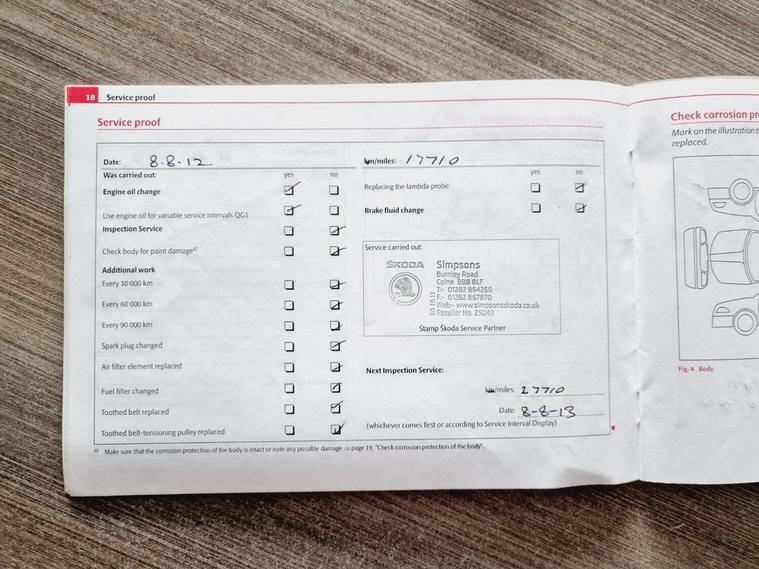 18 Service proof
Service proof
Date: 8.8.12.
Was carried out: yes no
Engine oil change
Use engine oil for variable service intervals QG1
Inspection Service
Check body for paint damage a)
Additional work
Every 30 000 km
Every 60 000 km
Every 90 000 km
Spark plug changed
Air filter element replaced
Fuel filter changed
Toothed belt replaced
Toothed belt-tensioning pulley replaced
km/miles: 17710
yes no
Replacing the lambda probe
Brake fluid change
Service carried out:
ŠKODA Simpsons
Burnley Road
Colne BB8 8LF
T:- 01282 864266
F:- 01282 867870
Web:- www.simpsonsskoda.co.uk
Retailer No. 25043
Stamp Škoda Service Partner
Next Inspection Service:
km/miles: 27710
Date: 8-8-13
(whichever comes first or according to Service Interval Display)
a) Make sure that the corrosion protection of the body is intact or note any possible damage ⇒ page 19, "Check corrosion protection of the body".
Check corrosion pr
Mark on the illustration t
replaced.
Fig. 4 Body